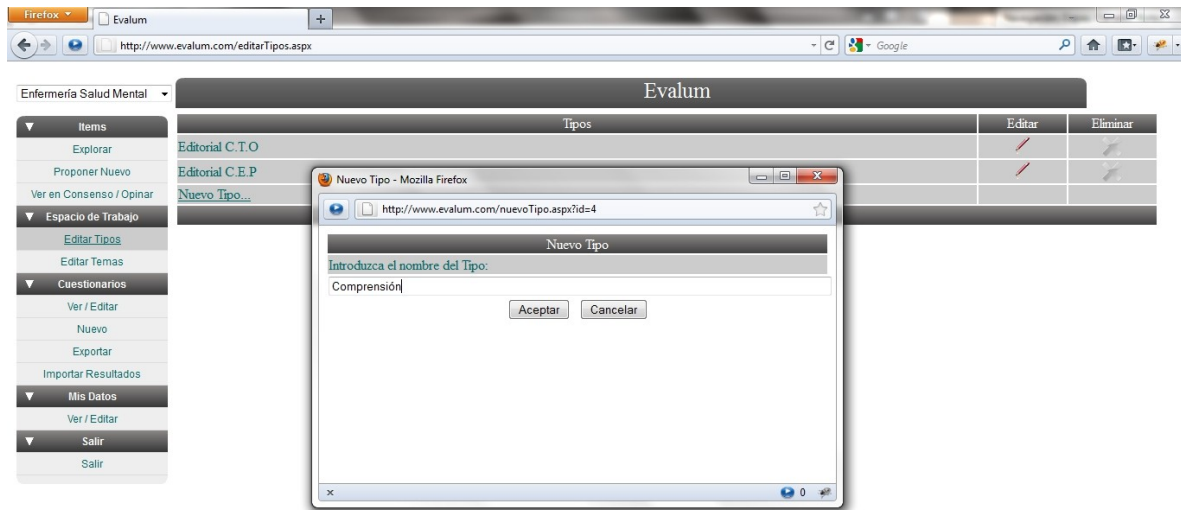 Firefox
Evalum
+
http://www.evalum.com/editarTipos.aspx
Google
Enfermería Salud Mental
Evalum
Items
Explorar
Proponer Nuevo
Ver en Consenso / Opinar
Espacio de Trabajo
Editar Tipos
Editar Temas
Cuestionarios
Ver / Editar
Nuevo
Exportar
Importar Resultados
Mis Datos
Ver / Editar
Salir
Salir
Tipos Editar Eliminar
Editorial C.T.O
Editorial C.E.P
Nuevo Tipo...
Nuevo Tipo - Mozilla Firefox
http://www.evalum.com/nuevoTipo.aspx?id=4
Nuevo Tipo
Introduzca el nombre del Tipo:
Comprensión
Aceptar Cancelar
x 0